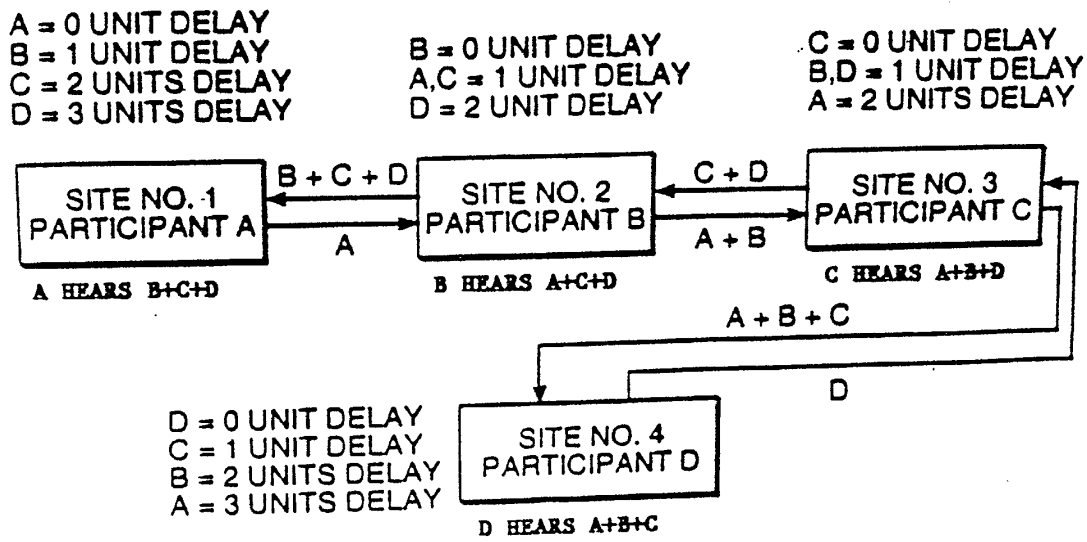 A = 0 UNIT DELAY
B = 1 UNIT DELAY
C = 2 UNITS DELAY
D = 3 UNITS DELAY
B = 0 UNIT DELAY
A,C = 1 UNIT DELAY
D = 2 UNIT DELAY
C = 0 UNIT DELAY
B,D = 1 UNIT DELAY
A = 2 UNITS DELAY
SITE NO. 1
PARTICIPANT A
B + C + D
A
SITE NO. 2
PARTICIPANT B
C + D
A + B
SITE NO. 3
PARTICIPANT C
A HEARS B+C+D
B HEARS A+C+D
C HEARS A+B+D
A + B + C
D
D = 0 UNIT DELAY
C = 1 UNIT DELAY
B = 2 UNITS DELAY
A = 3 UNITS DELAY
SITE NO. 4
PARTICIPANT D
D HEARS A+B+C